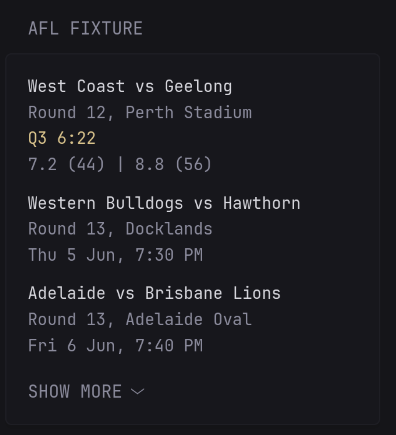 AFL FIXTURE
West Coast vs Geelong
Round 12, Perth Stadium
Q3 6:22
7.2 (44) | 8.8 (56)
Western Bulldogs vs Hawthorn
Round 13, Docklands
Thu 5 Jun, 7:30 PM
Adelaide vs Brisbane Lions
Round 13, Adelaide Oval
Fri 6 Jun, 7:40 PM
SHOW MORE